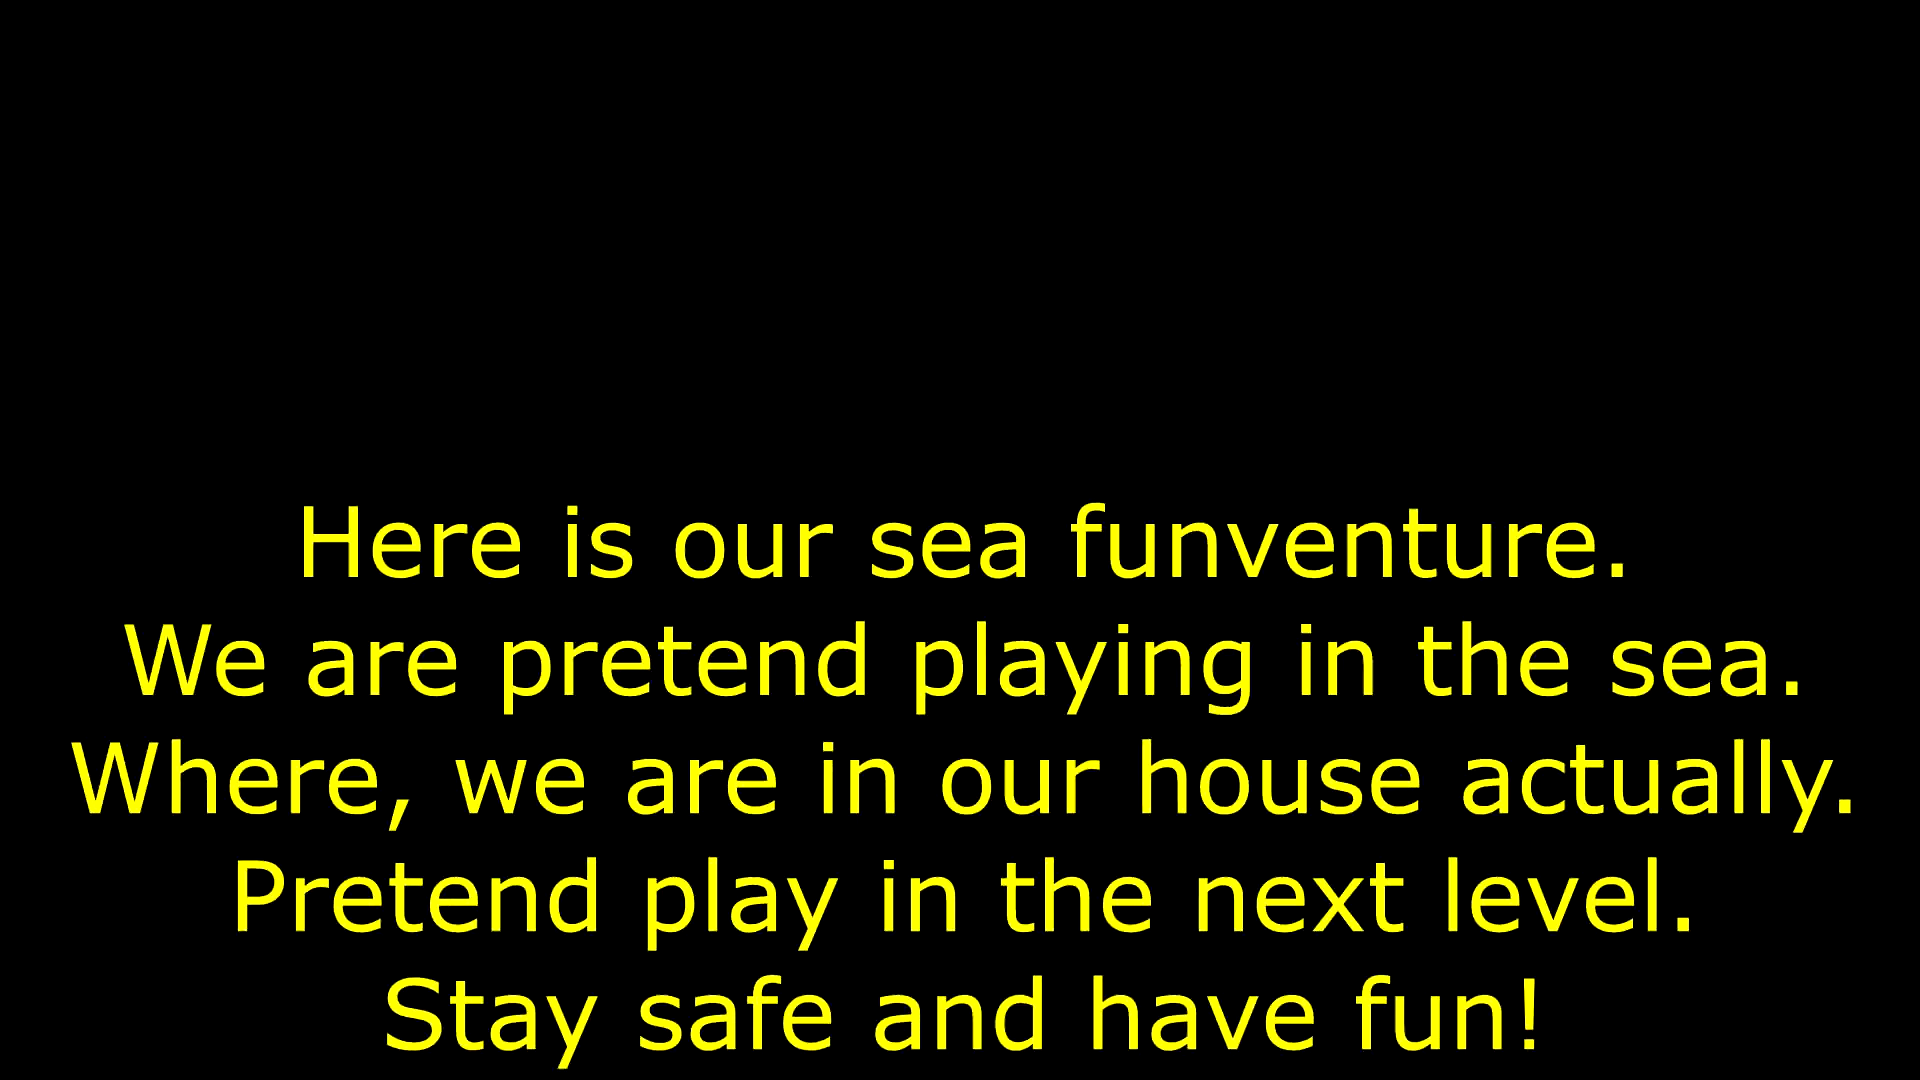 Here is our sea funventure.
We are pretend playing in the sea.
Where, we are in our house actually.
Pretend play in the next level.
Stay safe and have fun!